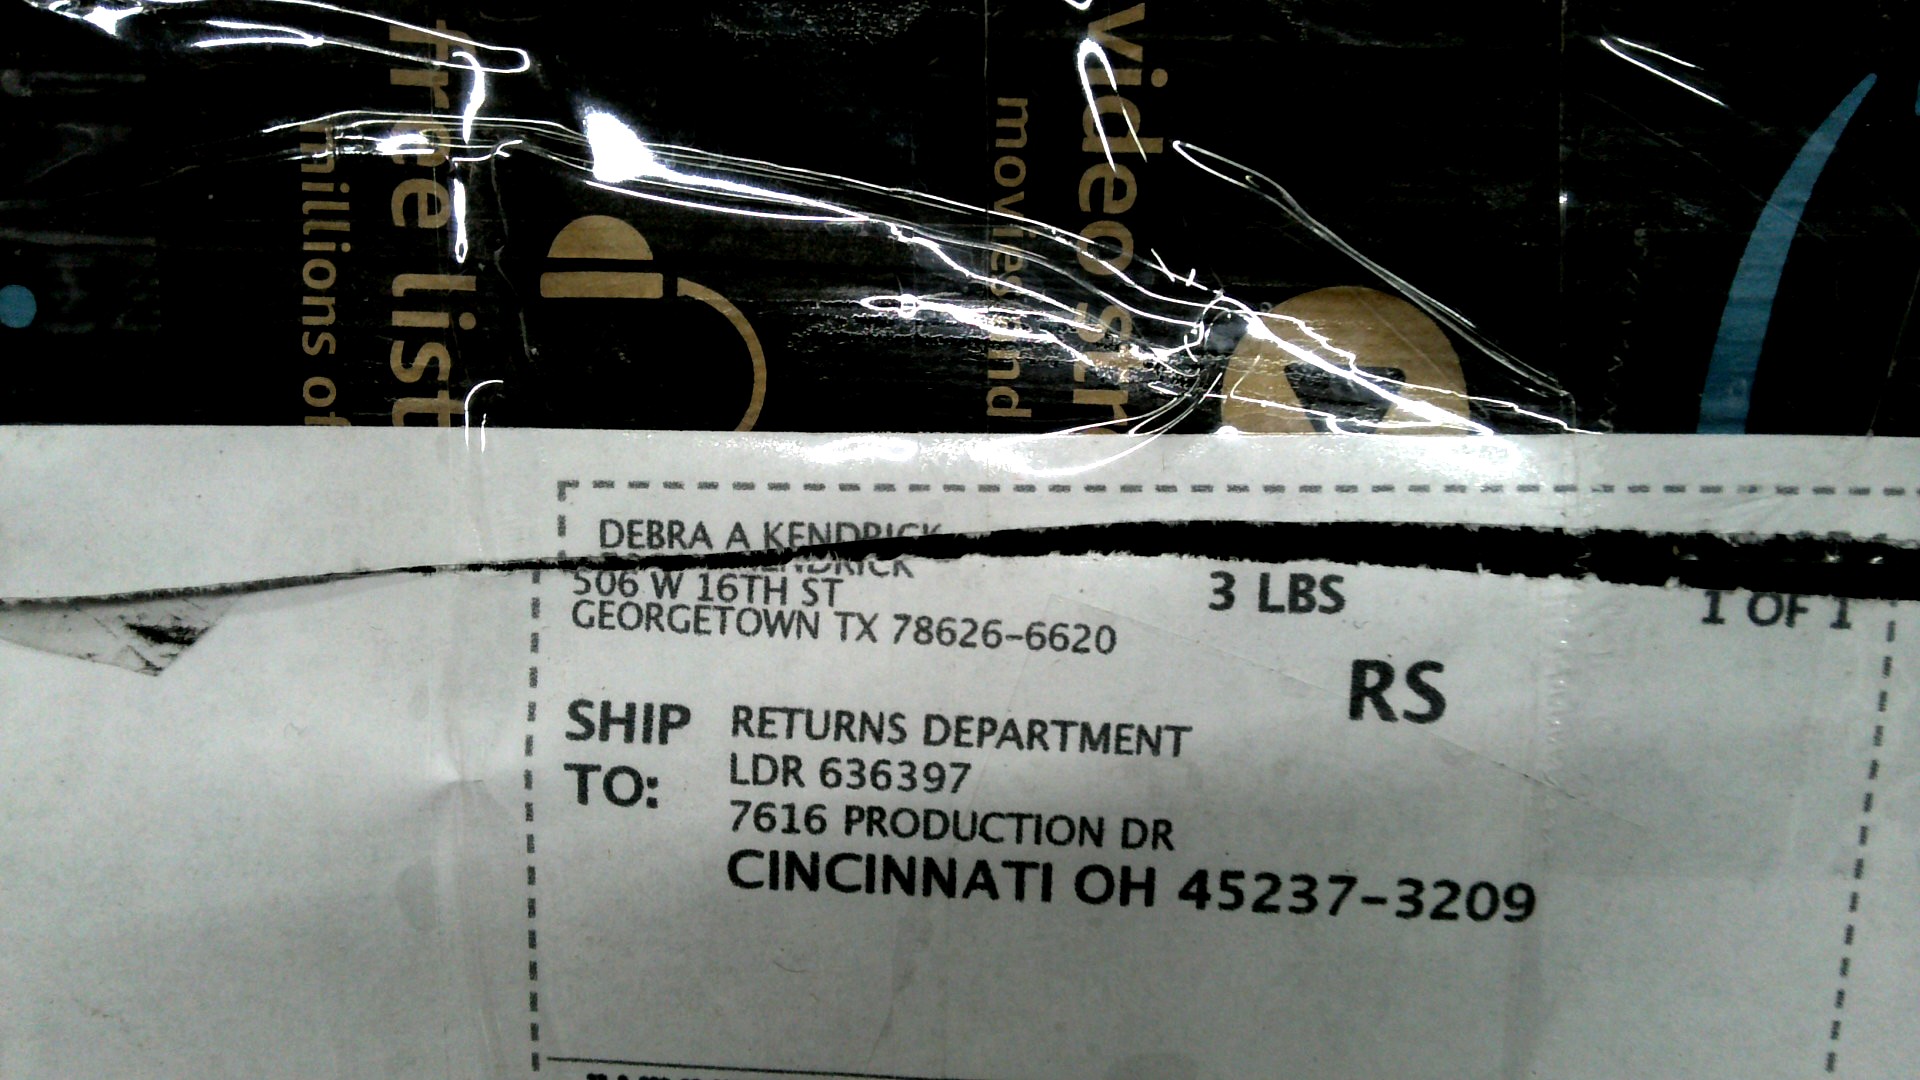 free list
millions of
video str
movies and
DEBRA A KENDRICK
KENDRICK
506 W 16TH ST
GEORGETOWN TX 78626-6620
3 LBS
1 OF 1
RS
SHIP TO:
RETURNS DEPARTMENT
LDR 636397
7616 PRODUCTION DR
CINCINNATI OH 45237-3209